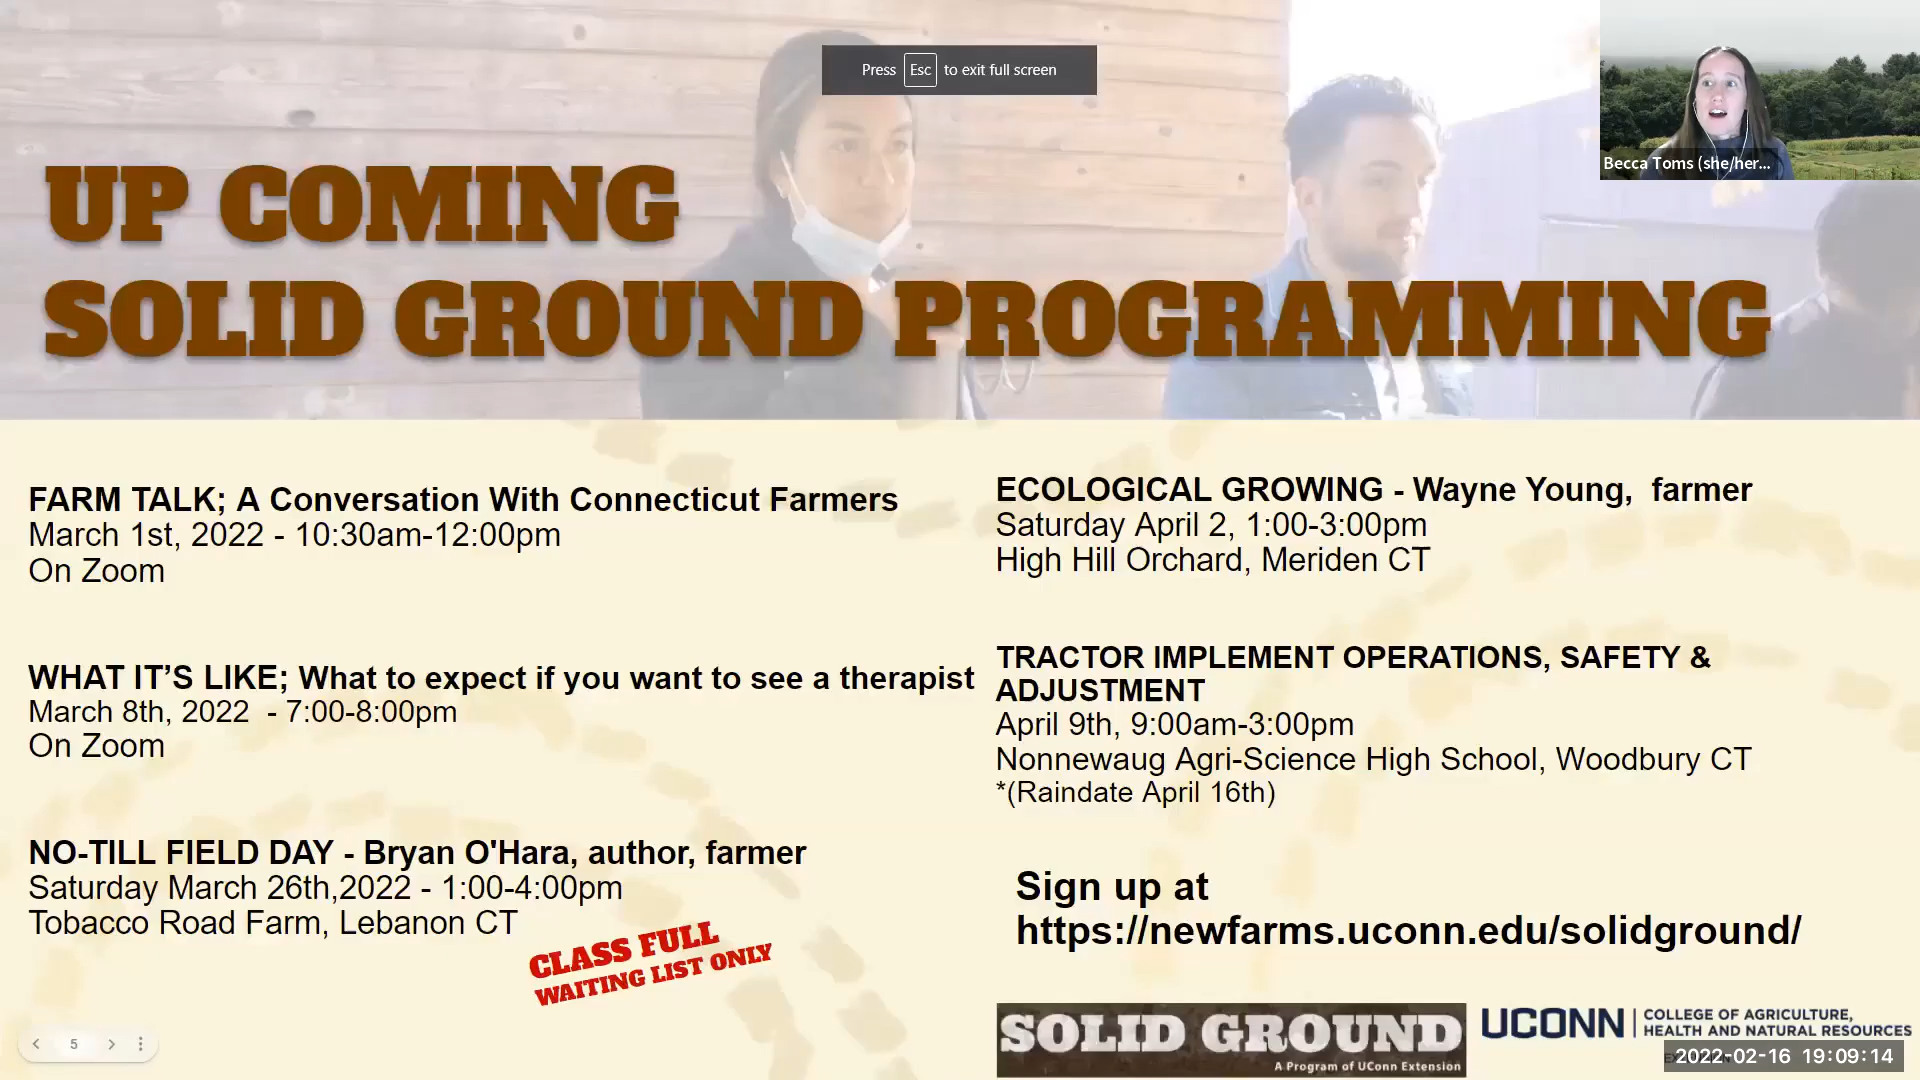 Press Esc to exit full screen
Becca Toms (she/her...
UP COMING
SOLID GROUND PROGRAMMING
FARM TALK; A Conversation With Connecticut Farmers
March 1st, 2022 - 10:30am-12:00pm
On Zoom
WHAT IT’S LIKE; What to expect if you want to see a therapist
March 8th, 2022 - 7:00-8:00pm
On Zoom
NO-TILL FIELD DAY - Bryan O'Hara, author, farmer
Saturday March 26th,2022 - 1:00-4:00pm
Tobacco Road Farm, Lebanon CT
CLASS FULL
WAITING LIST ONLY
ECOLOGICAL GROWING - Wayne Young, farmer
Saturday April 2, 1:00-3:00pm
High Hill Orchard, Meriden CT
TRACTOR IMPLEMENT OPERATIONS, SAFETY &
ADJUSTMENT
April 9th, 9:00am-3:00pm
Nonnewaug Agri-Science High School, Woodbury CT
*(Raindate April 16th)
Sign up at
https://newfarms.uconn.edu/solidground/
SOLID GROUND
A Program of UConn Extension
UCONN
COLLEGE OF AGRICULTURE,
HEALTH AND NATURAL RESOURCES
2022-02-16 19:09:14
5